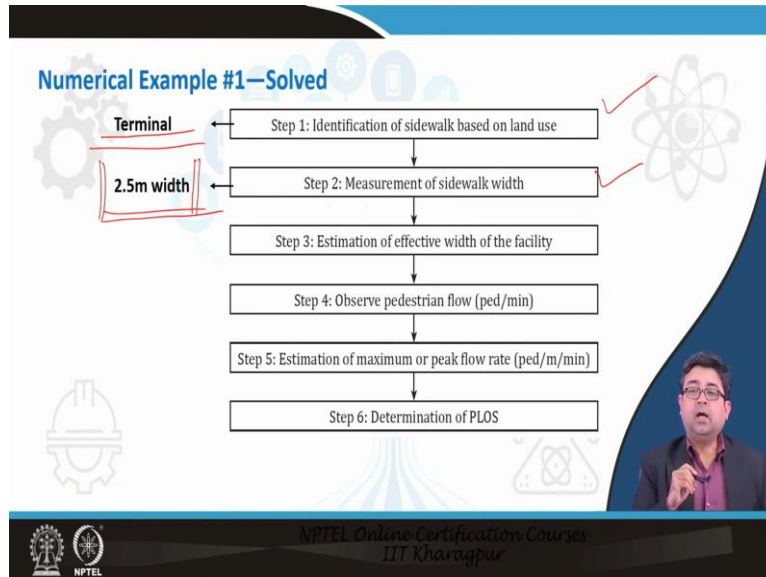 Numerical Example #1—Solved
Terminal
Step 1: Identification of sidewalk based on land use
2.5m width
Step 2: Measurement of sidewalk width
Step 3: Estimation of effective width of the facility
Step 4: Observe pedestrian flow (ped/min)
Step 5: Estimation of maximum or peak flow rate (ped/m/min)
Step 6: Determination of PLOS
NPTEL Online Certification Courses
IIT Kharagpur
NPTEL